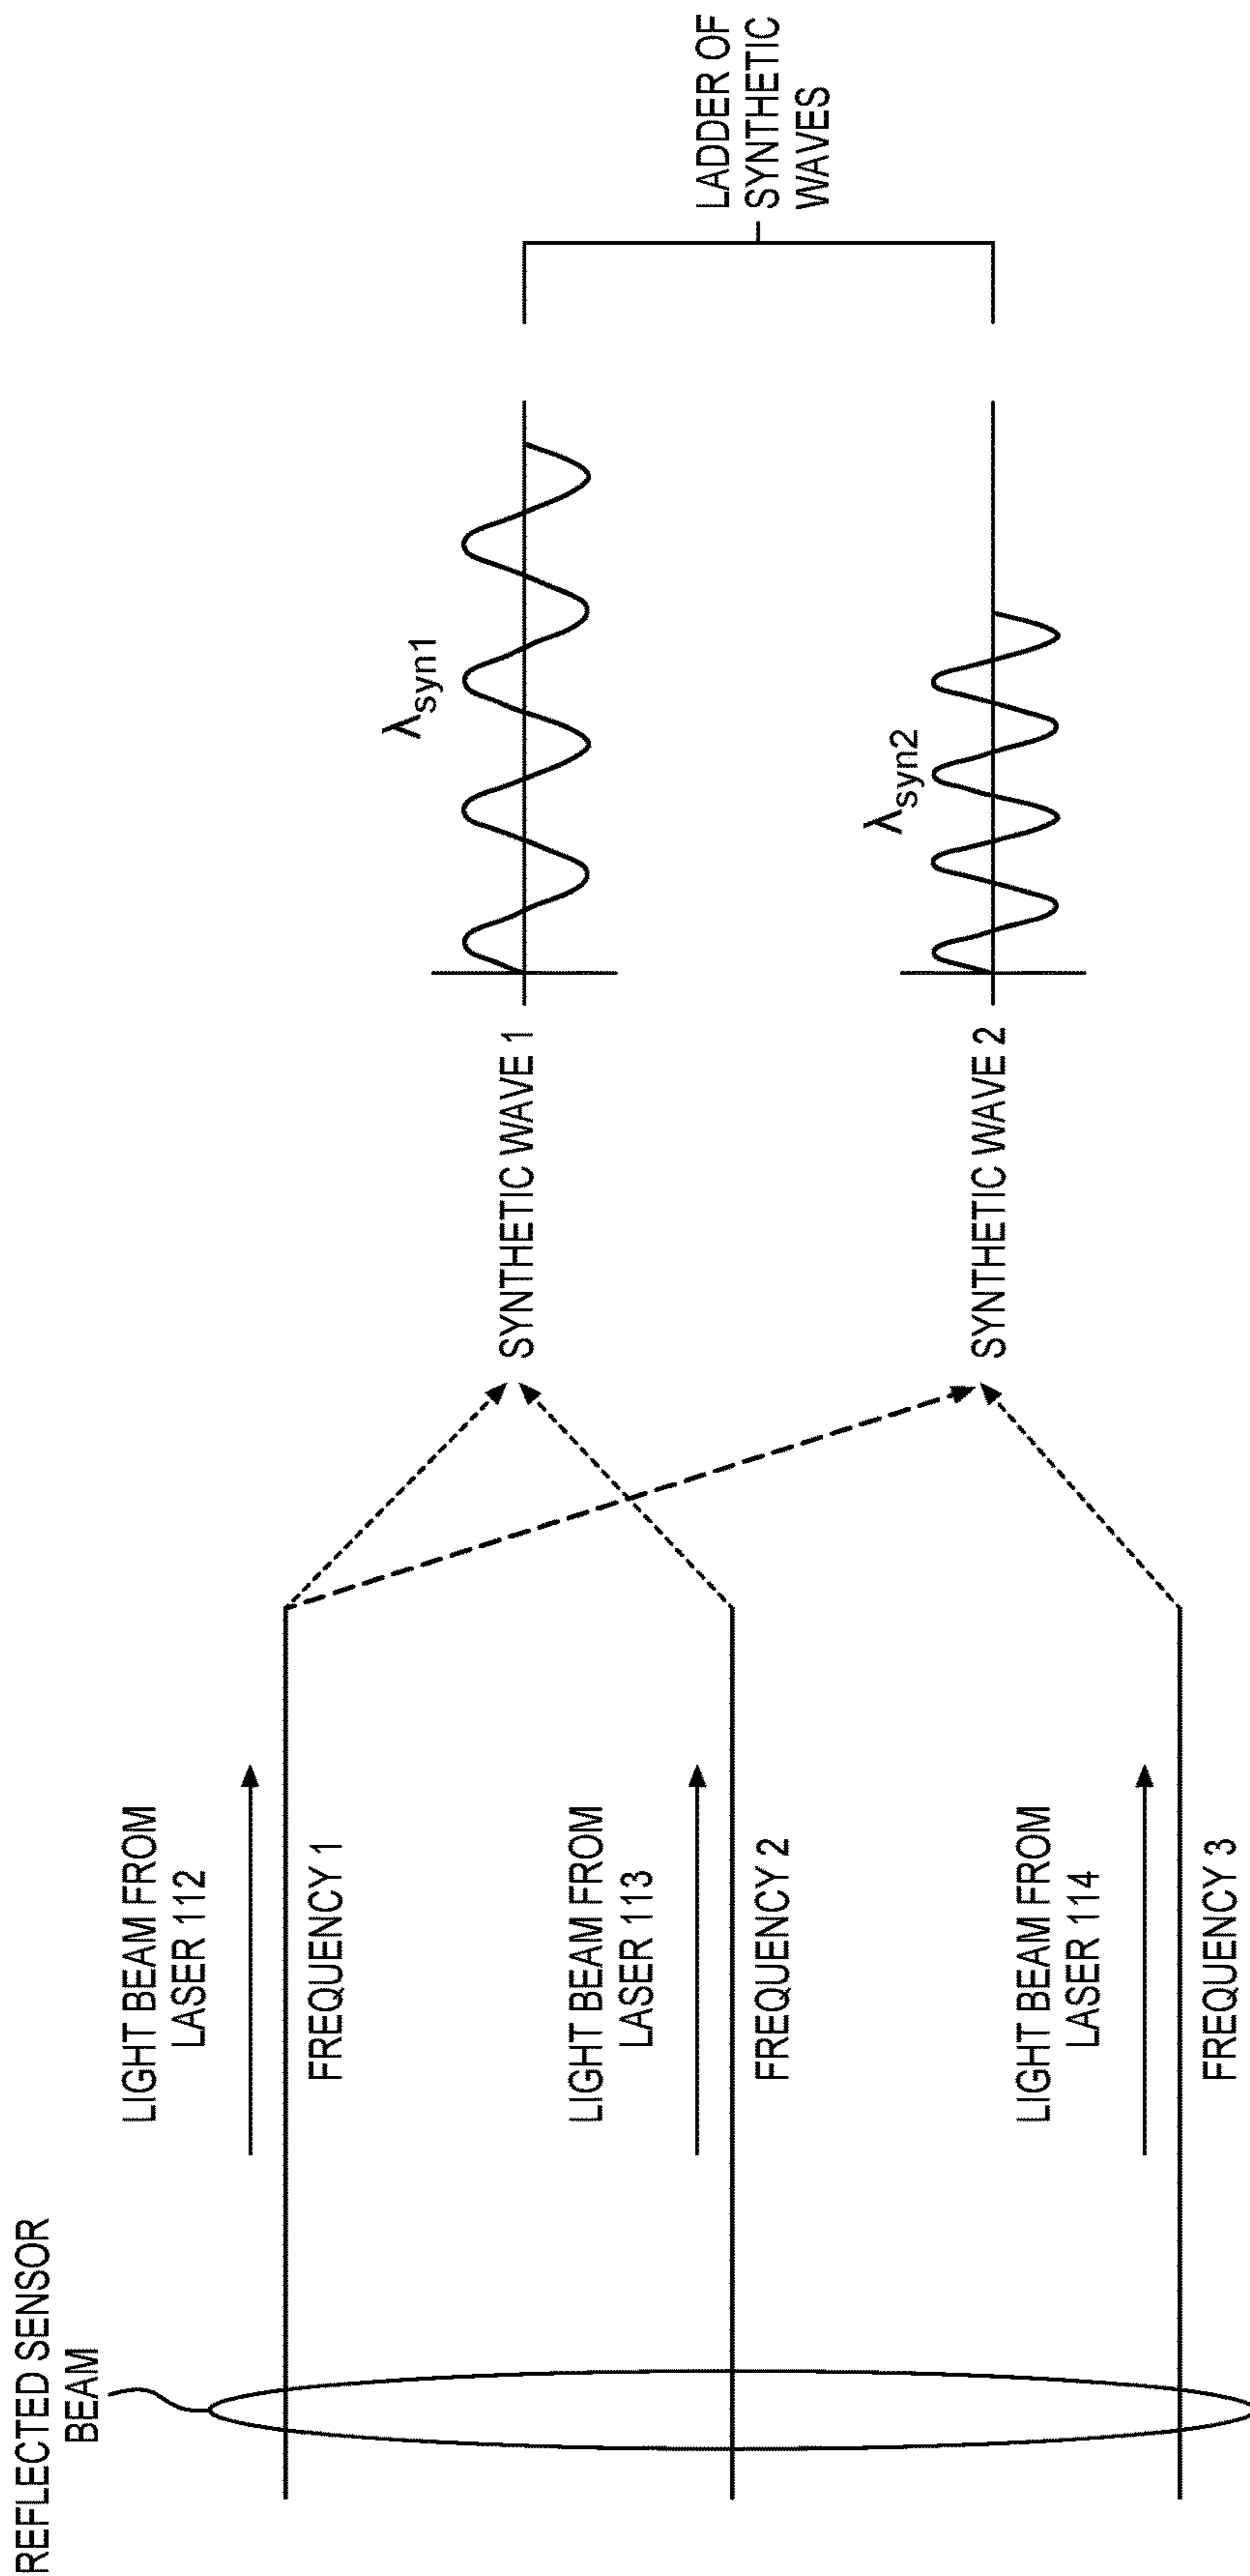 REFLECTED SENSOR
BEAM
LIGHT BEAM FROM
LASER 112
FREQUENCY 1
LIGHT BEAM FROM
LASER 113
FREQUENCY 2
LIGHT BEAM FROM
LASER 114
FREQUENCY 3
SYNTHETIC WAVE 1
λsyn1
SYNTHETIC WAVE 2
λsyn2
LADDER OF
SYNTHETIC
WAVES